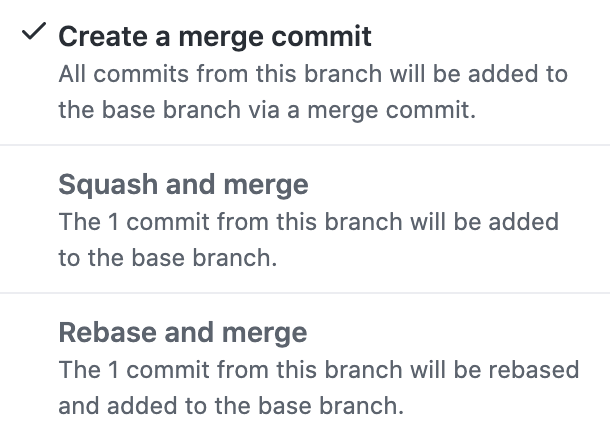 Create a merge commit
All commits from this branch will be added to
the base branch via a merge commit.
Squash and merge
The 1 commit from this branch will be added
to the base branch.
Rebase and merge
The 1 commit from this branch will be rebased
and added to the base branch.